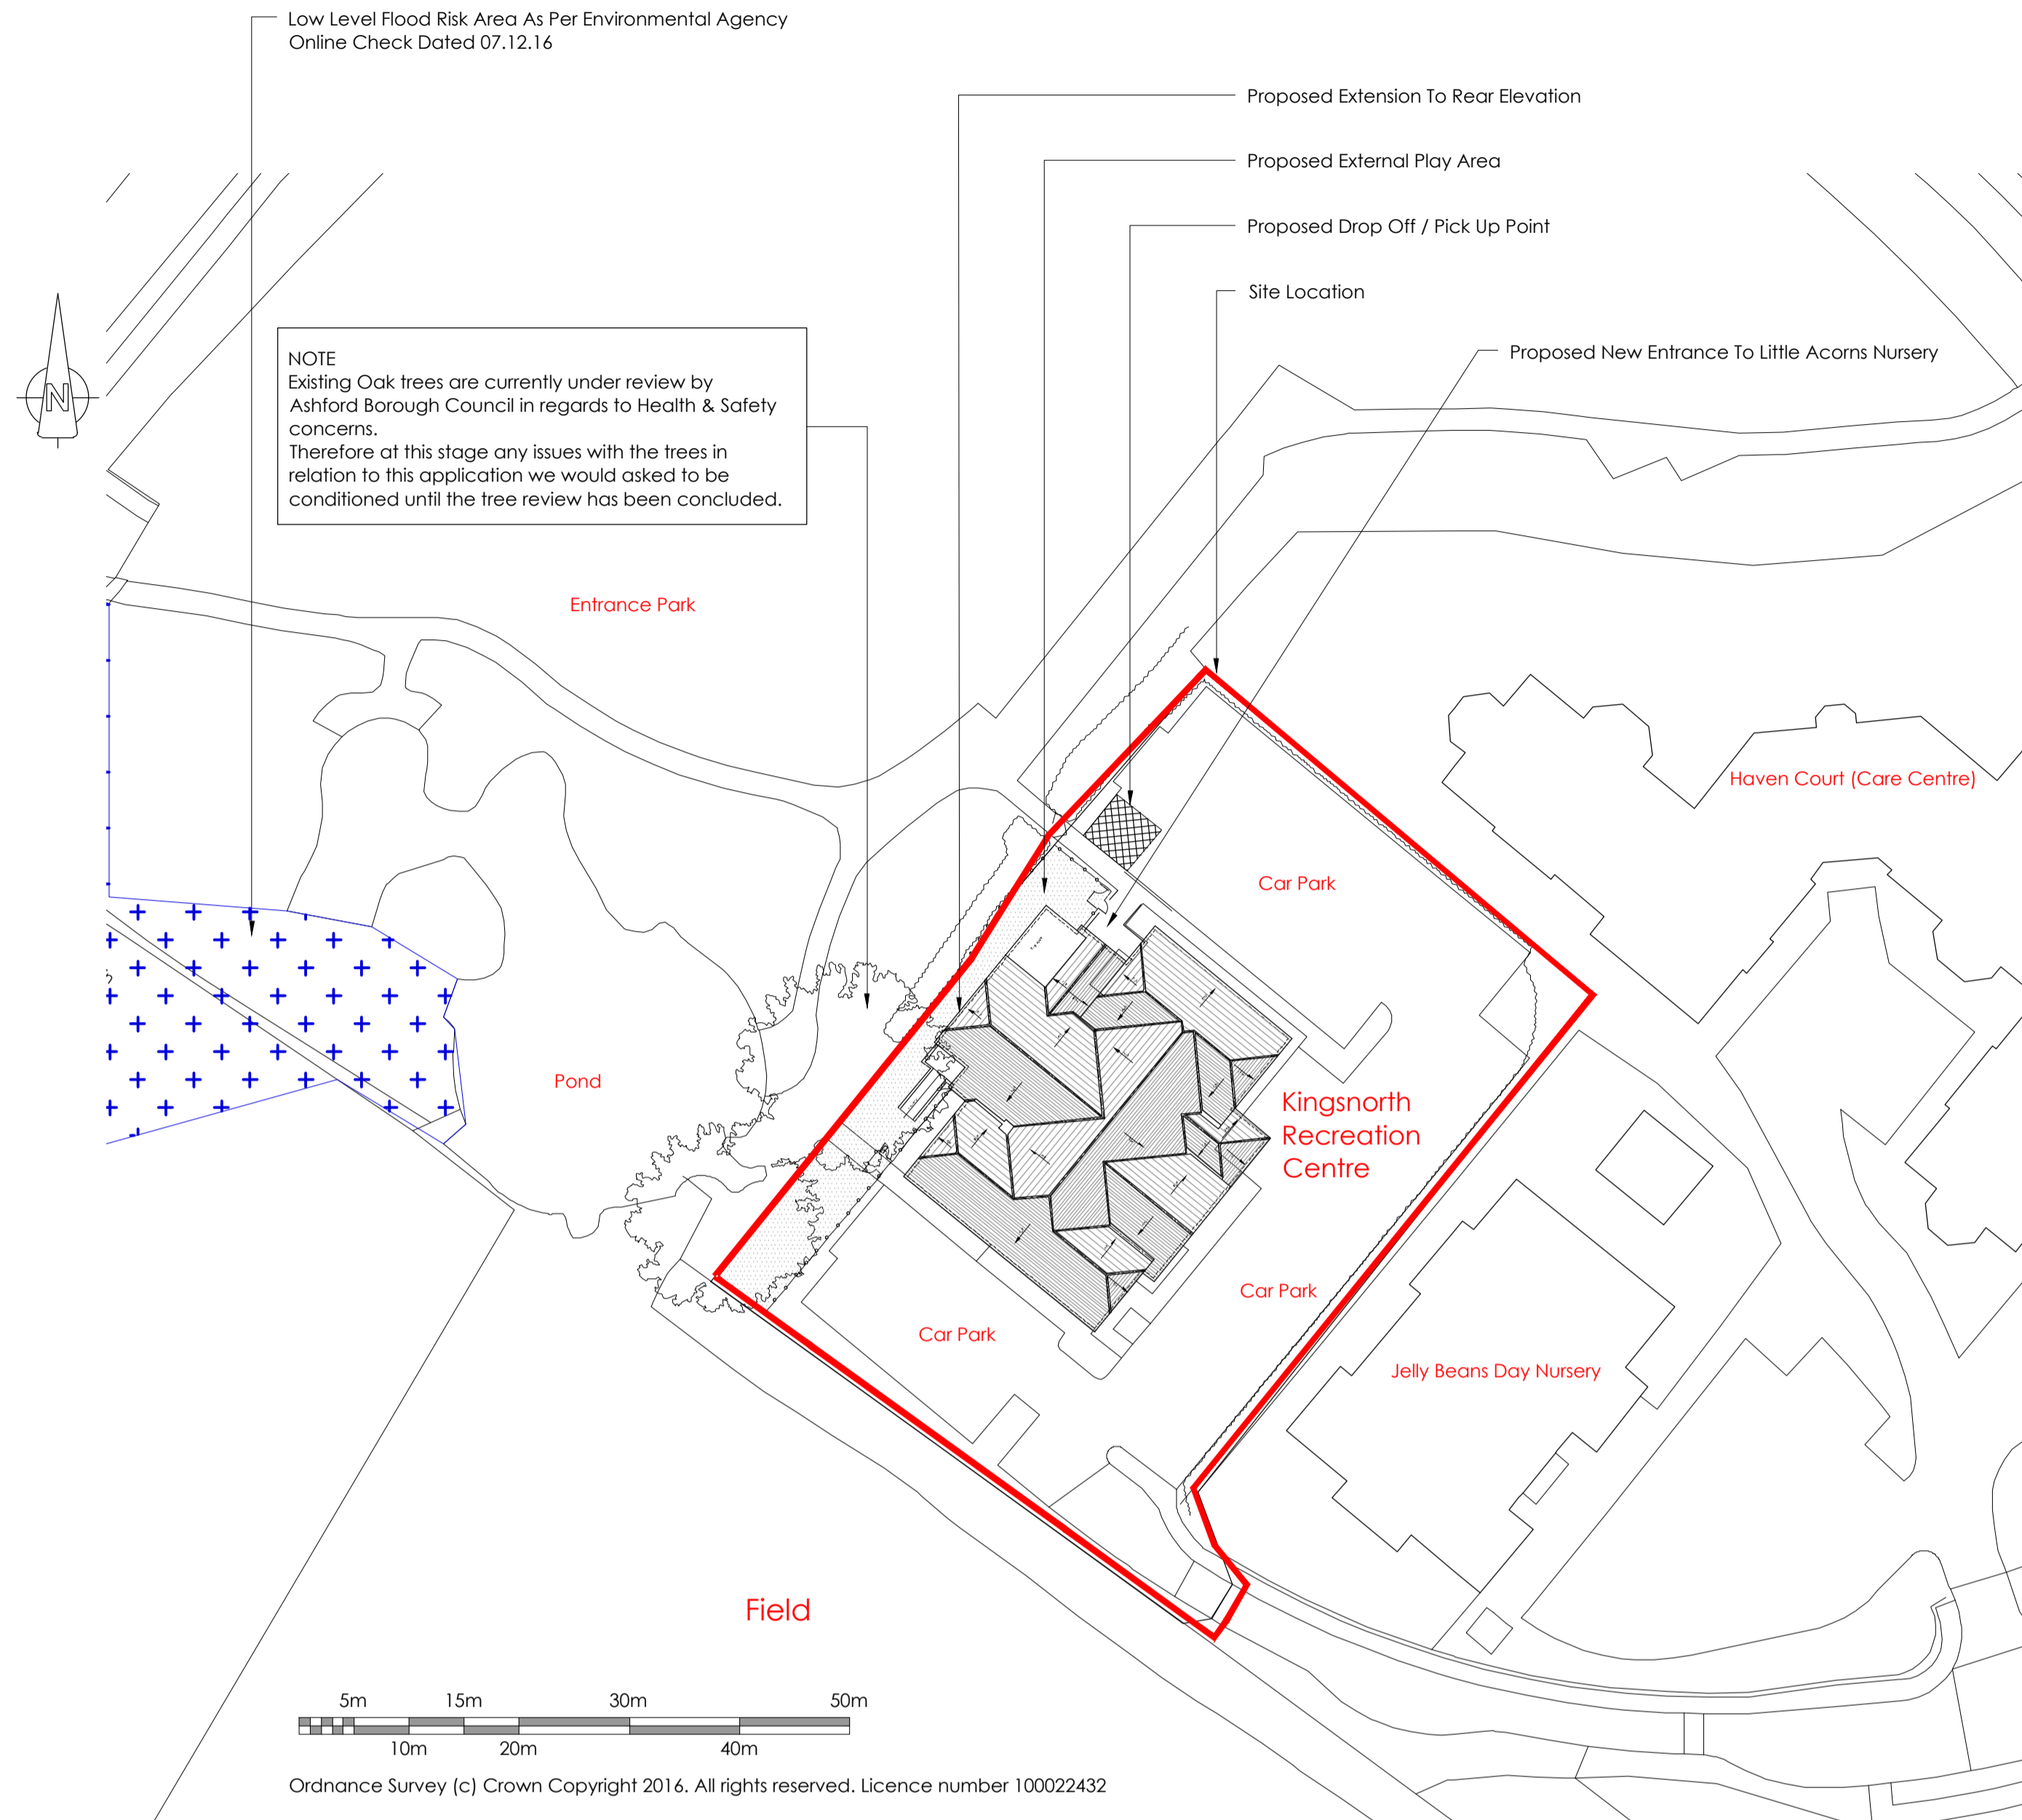 Low Level Flood Risk Area As Per Environmental Agency
Online Check Dated 07.12.16
Proposed Extension To Rear Elevation
Proposed External Play Area
Proposed Drop Off / Pick Up Point
Site Location
Proposed New Entrance To Little Acorns Nursery
N
NOTE
Existing Oak trees are currently under review by
Ashford Borough Council in regards to Health & Safety
concerns.
Therefore at this stage any issues with the trees in
relation to this application we would asked to be
conditioned until the tree review has been concluded.
Entrance Park
Haven Court (Care Centre)
Car Park
Pond
Kingsnorth
Recreation
Centre
Car Park
Car Park
Jelly Beans Day Nursery
Field
5m 15m 30m 50m
10m 20m 40m
Ordnance Survey (c) Crown Copyright 2016. All rights reserved. Licence number 100022432